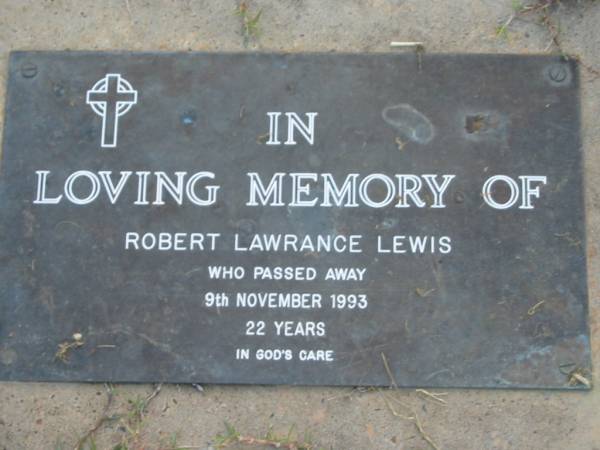 IN
LOVING MEMORY OF
ROBERT LAWRANCE LEWIS
WHO PASSED AWAY
9th NOVEMBER 1993
22 YEARS
IN GOD'S CARE